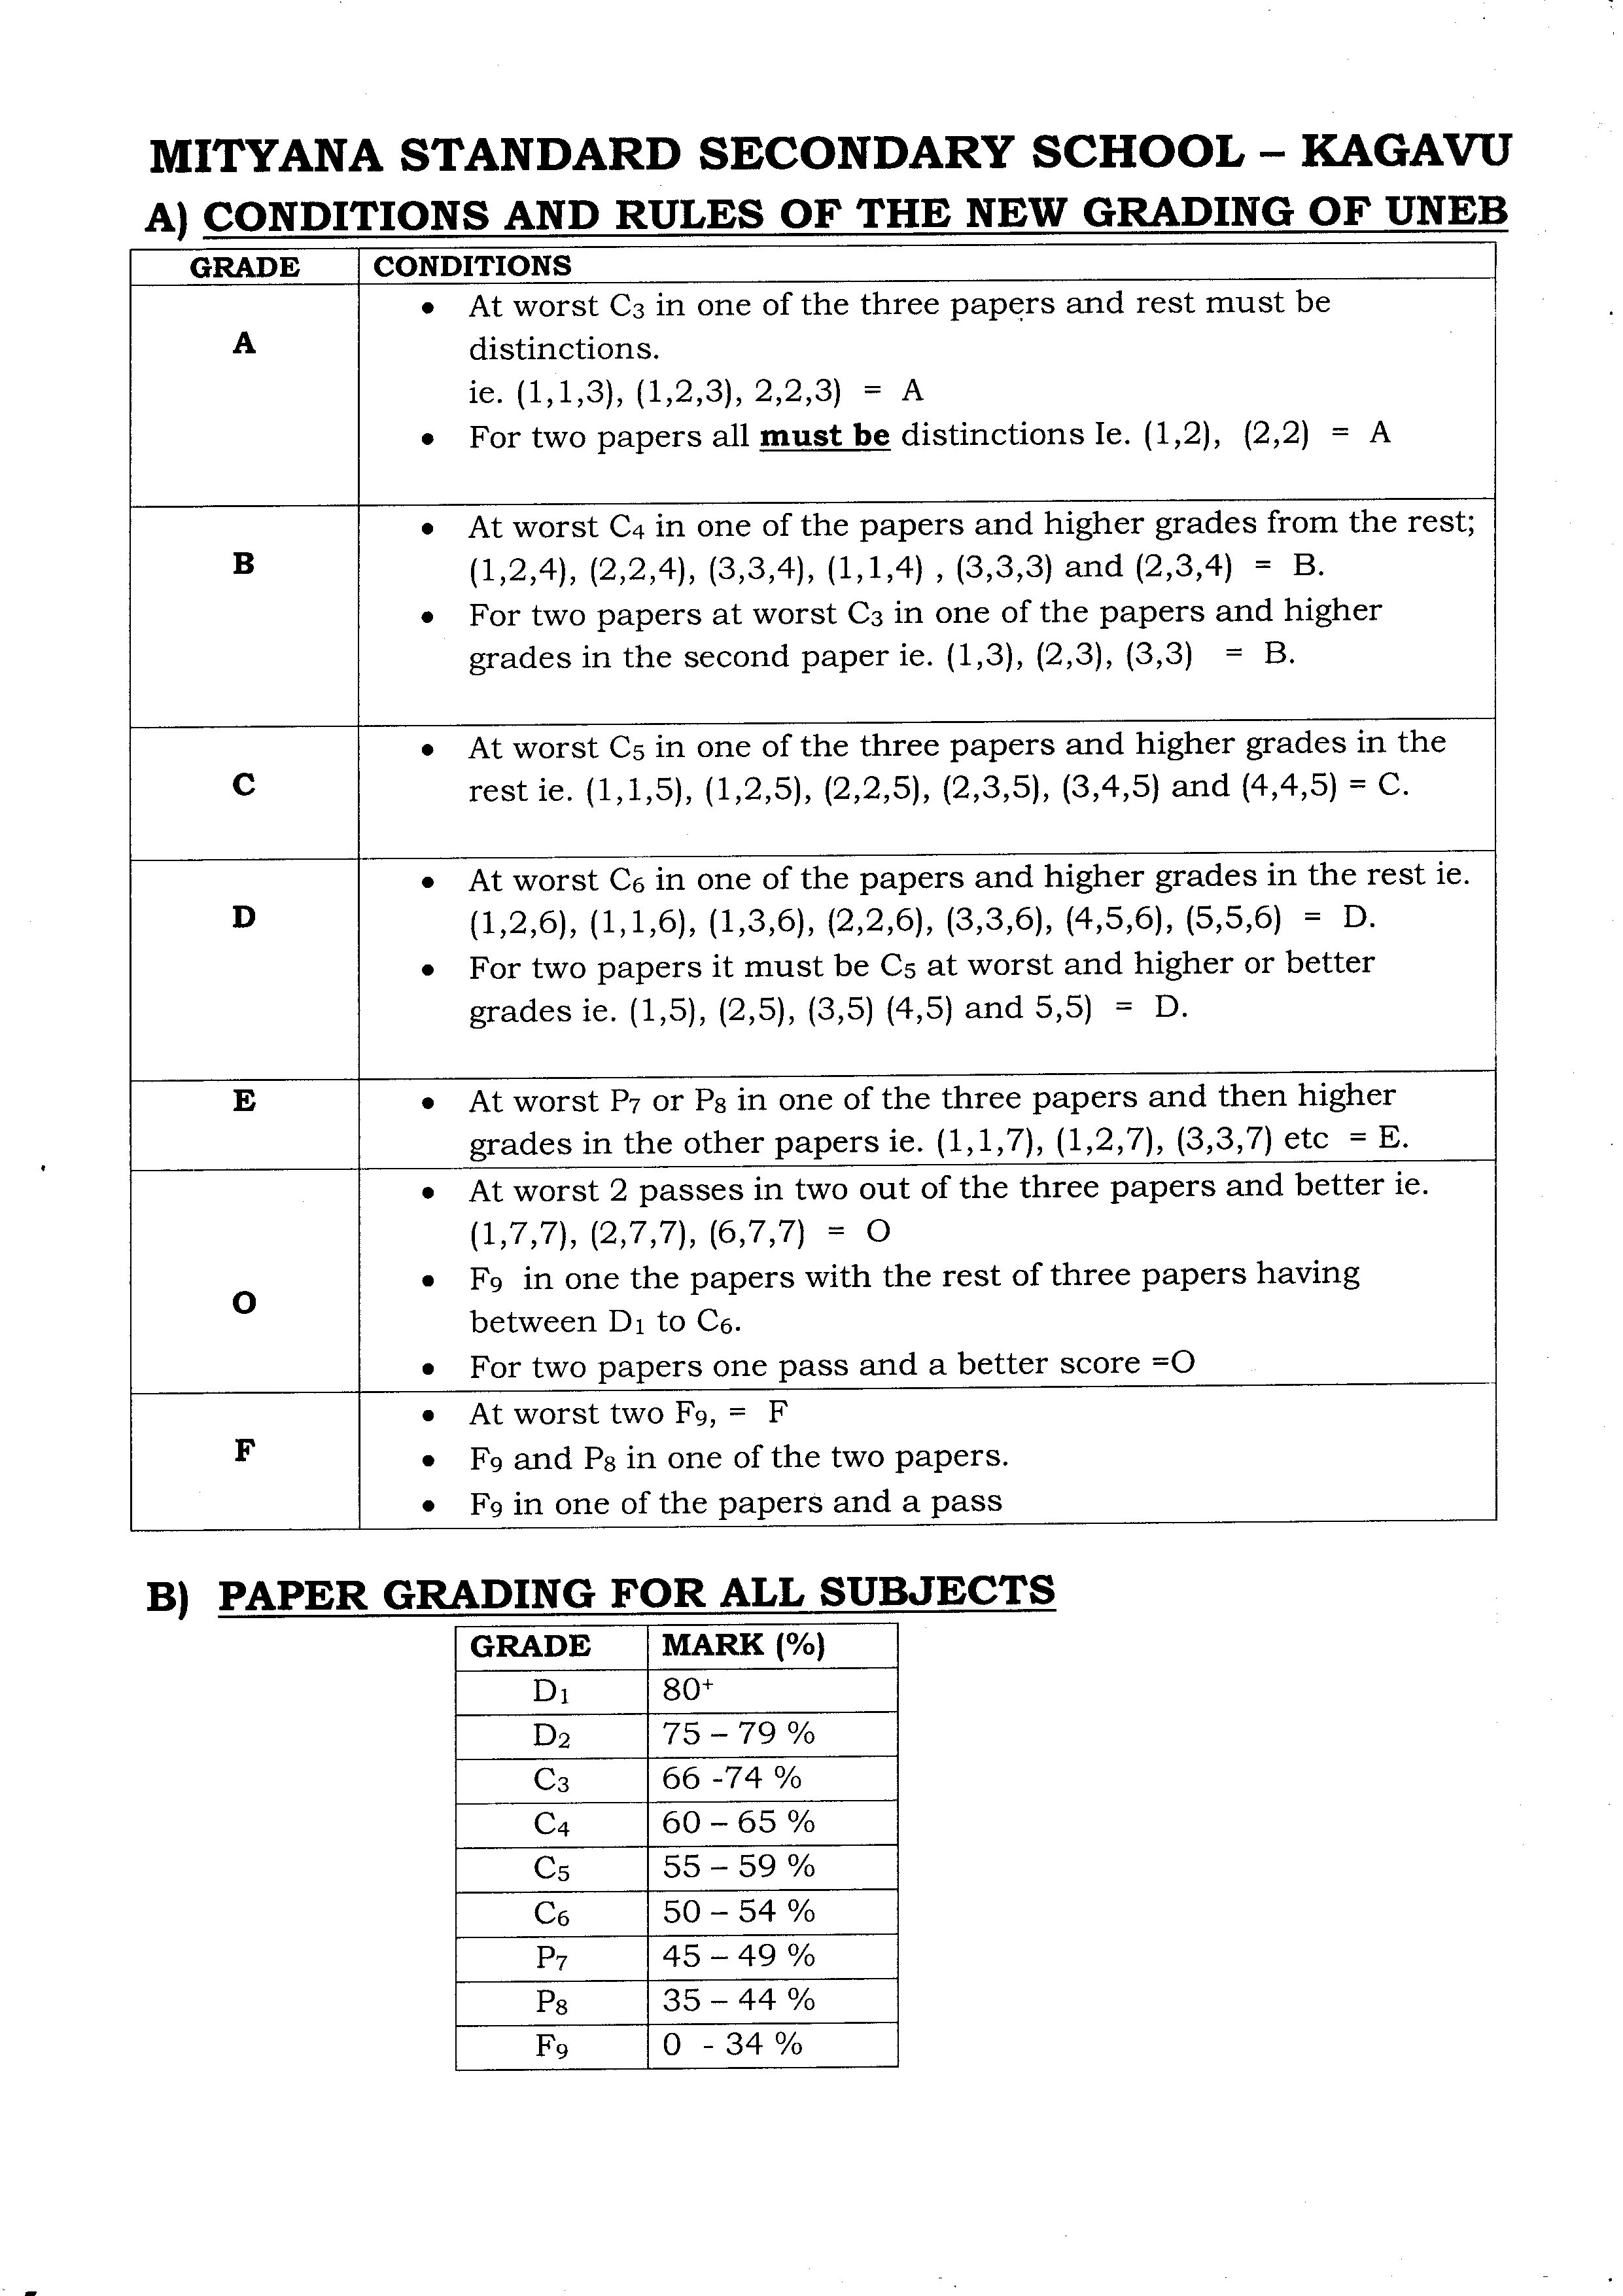 MITYANA STANDARD SECONDARY SCHOOL – KAGAVU
A) CONDITIONS AND RULES OF THE NEW GRADING OF UNEB
GRADE CONDITIONS
A
• At worst C3 in one of the three papers and rest must be
distinctions.
ie. (1,1,3), (1,2,3), 2,2,3) = A
• For two papers all must be distinctions Ie. (1,2), (2,2) = A
B
• At worst C4 in one of the papers and higher grades from the rest;
(1,2,4), (2,2,4), (3,3,4), (1,1,4) , (3,3,3) and (2,3,4) = B.
• For two papers at worst C3 in one of the papers and higher
grades in the second paper ie. (1,3), (2,3), (3,3) = B.
C
• At worst C5 in one of the three papers and higher grades in the
rest ie. (1,1,5), (1,2,5), (2,2,5), (2,3,5), (3,4,5) and (4,4,5) = C.
D
• At worst C6 in one of the papers and higher grades in the rest ie.
(1,2,6), (1,1,6), (1,3,6), (2,2,6), (3,3,6), (4,5,6), (5,5,6) = D.
• For two papers it must be C5 at worst and higher or better
grades ie. (1,5), (2,5), (3,5) (4,5) and 5,5) = D.
E
• At worst P7 or P8 in one of the three papers and then higher
grades in the other papers ie. (1,1,7), (1,2,7), (3,3,7) etc = E.
O
• At worst 2 passes in two out of the three papers and better ie.
(1,7,7), (2,7,7), (6,7,7) = O
• F9 in one the papers with the rest of three papers having
between D1 to C6.
• For two papers one pass and a better score =O
F
• At worst two F9, = F
• F9 and P8 in one of the two papers.
• F9 in one of the papers and a pass
B) PAPER GRADING FOR ALL SUBJECTS
GRADE MARK (%)
D1 80+
D2 75 – 79 %
C3 66 -74 %
C4 60 – 65 %
C5 55 – 59 %
C6 50 – 54 %
P7 45 – 49 %
P8 35 – 44 %
F9 0 - 34 %